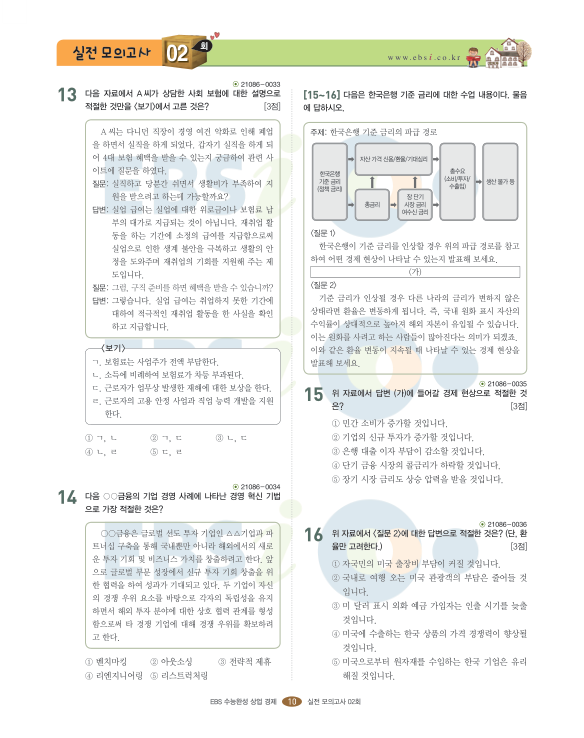 실전 모의고사 02 회
www.ebsi.co.kr
21086-0033
13 다음 자료에서 A씨가 상담한 사회 보험에 대한 설명으로
적절한 것만을 <보기>에서 고른 것은? [3점]
A 씨는 다니던 직장이 경영 여건 악화로 인해 폐업
을 하면서 실직을 하게 되었다. 갑자기 실직을 하게 되
어 4대 보험 혜택을 받을 수 있는지 궁금하여 관련 사
이트에 질문을 하였다.
질문: 실직하고 당분간 쉬면서 생활비가 부족하여 지
원을 받으려고 하는데 가능할까요?
답변: 실업 급여는 실업에 대한 위로금이나 보험료 납
부의 대가로 지급되는 것이 아닙니다. 재취업 활
동을 하는 기간에 소정의 급여를 지급함으로써
실업으로 인한 생계 불안을 극복하고 생활의 안
정을 도와주며 재취업의 기회를 지원해 주는 제
도입니다.
질문: 그럼, 구직 준비를 하면 혜택을 받을 수 있습니까?
답변: 그렇습니다. 실업 급여는 취업하지 못한 기간에
대하여 적극적인 재취업 활동을 한 사실을 확인
하고 지급합니다.
<보기>
ㄱ. 보험료는 사업주가 전액 부담한다.
ㄴ. 소득에 비례하여 보험료가 차등 부과된다.
ㄷ. 근로자가 업무상 발생한 재해에 대한 보상을 한다.
ㄹ. 근로자의 고용 안정 사업과 직업 능력 개발을 지원
한다.
① ㄱ, ㄴ ② ㄱ, ㄷ ③ ㄴ, ㄷ
④ ㄴ, ㄹ ⑤ ㄷ, ㄹ
21086-0034
14 다음 ○○금융의 기업 경영 사례에 나타난 경영 혁신 기법
으로 가장 적절한 것은?
○○금융은 글로벌 선도 투자 기업인 △△기업과 파
트너십 구축을 통해 국내뿐만 아니라 해외에서의 새로
운 투자 기회 및 비즈니스 가치를 창출하려고 한다. 앞
으로 글로벌 부문 성장에서 신규 투자 기회 창출을 위
한 협력을 하여 성과가 기대되고 있다. 두 기업이 자신
의 경쟁 우위 요소를 바탕으로 각자의 독립성을 유지
하면서 해외 투자 분야에 대한 상호 협력 관계를 형성
함으로써 타 경쟁 기업에 대해 경쟁 우위를 확보하려
고 한다.
① 벤치마킹 ② 아웃소싱 ③ 전략적 제휴
④ 리엔지니어링 ⑤ 리스트럭처링
[15~16] 다음은 한국은행 기준 금리에 대한 수업 내용이다. 물음
에 답하시오.
주제: 한국은행 기준 금리의 파급 경로
한국은행
기준 금리
(정책 금리)
자산 가격 신용/환율/기대심리
콜금리
장·단기
시장 금리
여수신 금리
총수요
(소비/투자/
수출입)
생산 물가 등
<질문 1>
한국은행이 기준 금리를 인상할 경우 위의 파급 경로를 참고
하여 어떤 경제 현상이 나타날 수 있는지 발표해 보세요.
(가)
<질문 2>
기준 금리가 인상될 경우 다른 나라의 금리가 변하지 않은
상태라면 환율은 변동하게 됩니다. 즉, 국내 원화 표시 자산의
수익률이 상대적으로 높아져 해외 자본이 유입될 수 있습니다.
이는 원화를 사려고 하는 사람들이 많아진다는 의미가 되겠죠.
이와 같은 환율 변동이 지속될 때 나타날 수 있는 경제 현상을
발표해 보세요.
21086-0035
15 위 자료에서 답변 (가)에 들어갈 경제 현상으로 적절한 것
은? [3점]
① 민간 소비가 증가할 것입니다.
② 기업의 신규 투자가 증가할 것입니다.
③ 은행 대출 이자 부담이 감소할 것입니다.
④ 단기 금융 시장의 콜금리가 하락할 것입니다.
⑤ 장기 시장 금리도 상승 압력을 받을 것입니다.
21086-0036
16 위 자료에서 <질문 2>에 대한 답변으로 적절한 것은? (단, 환
율만 고려한다.) [3점]
① 자국민의 미국 출장비 부담이 커질 것입니다.
② 국내로 여행 오는 미국 관광객의 부담은 줄어들 것
입니다.
③ 미 달러 표시 외화 예금 가입자는 인출 시기를 늦출
것입니다.
④ 미국에 수출하는 한국 상품의 가격 경쟁력이 향상될
것입니다.
⑤ 미국으로부터 원자재를 수입하는 한국 기업은 유리
해질 것입니다.
EBS 수능완성 상업 경제 10 실전 모의고사 02회